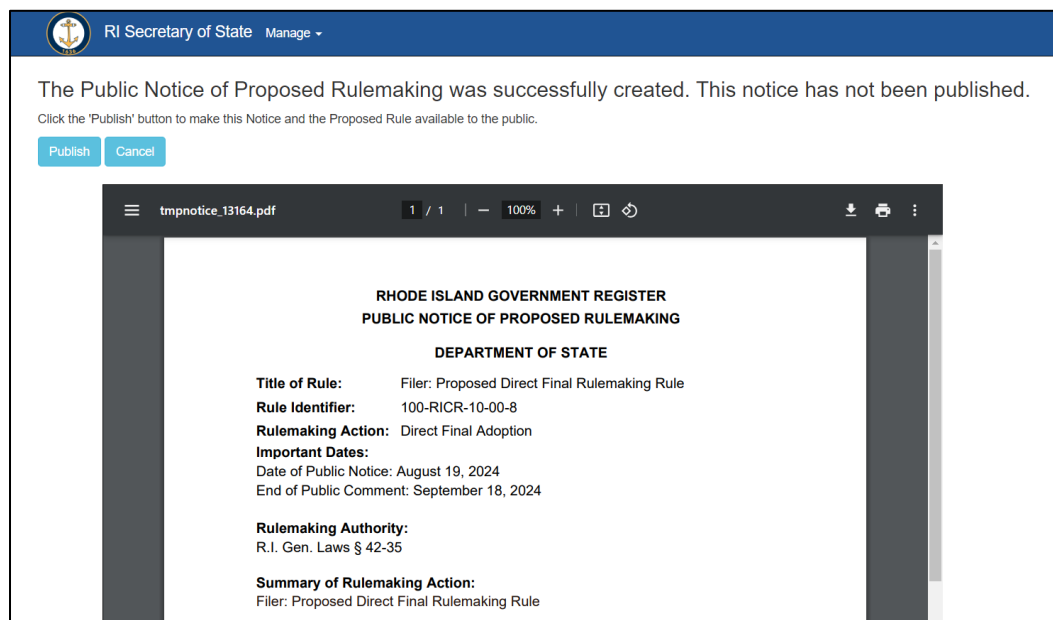 RI Secretary of State Manage
The Public Notice of Proposed Rulemaking was successfully created. This notice has not been published.
Click the 'Publish' button to make this Notice and the Proposed Rule available to the public.
Publish Cancel
tmpnotice_13164.pdf 1 / 1 100%
RHODE ISLAND GOVERNMENT REGISTER
PUBLIC NOTICE OF PROPOSED RULEMAKING
DEPARTMENT OF STATE
Title of Rule: Filer: Proposed Direct Final Rulemaking Rule
Rule Identifier: 100-RICR-10-00-8
Rulemaking Action: Direct Final Adoption
Important Dates:
Date of Public Notice: August 19, 2024
End of Public Comment: September 18, 2024
Rulemaking Authority:
R.I. Gen. Laws § 42-35
Summary of Rulemaking Action:
Filer: Proposed Direct Final Rulemaking Rule